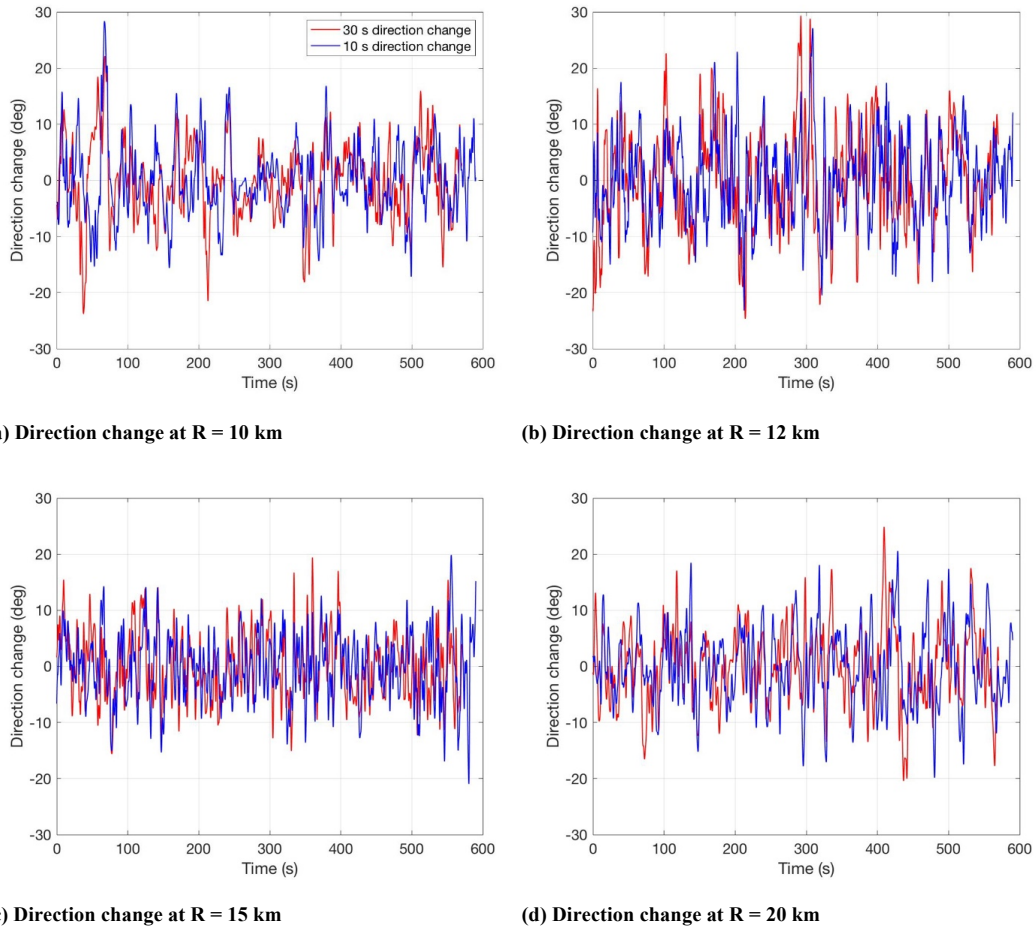 30
20
10
0
-10
-20
-30
Direction change (deg)
30 s direction change
10 s direction change
0 100 200 300 400 500 600
Time (s)
) Direction change at R = 10 km
30
20
10
0
-10
-20
-30
Direction change (deg)
0 100 200 300 400 500 600
Time (s)
(b) Direction change at R = 12 km
30
20
10
0
-10
-20
-30
Direction change (deg)
0 100 200 300 400 500 600
Time (s)
) Direction change at R = 15 km
30
20
10
0
-10
-20
-30
Direction change (deg)
0 100 200 300 400 500 600
Time (s)
(d) Direction change at R = 20 km